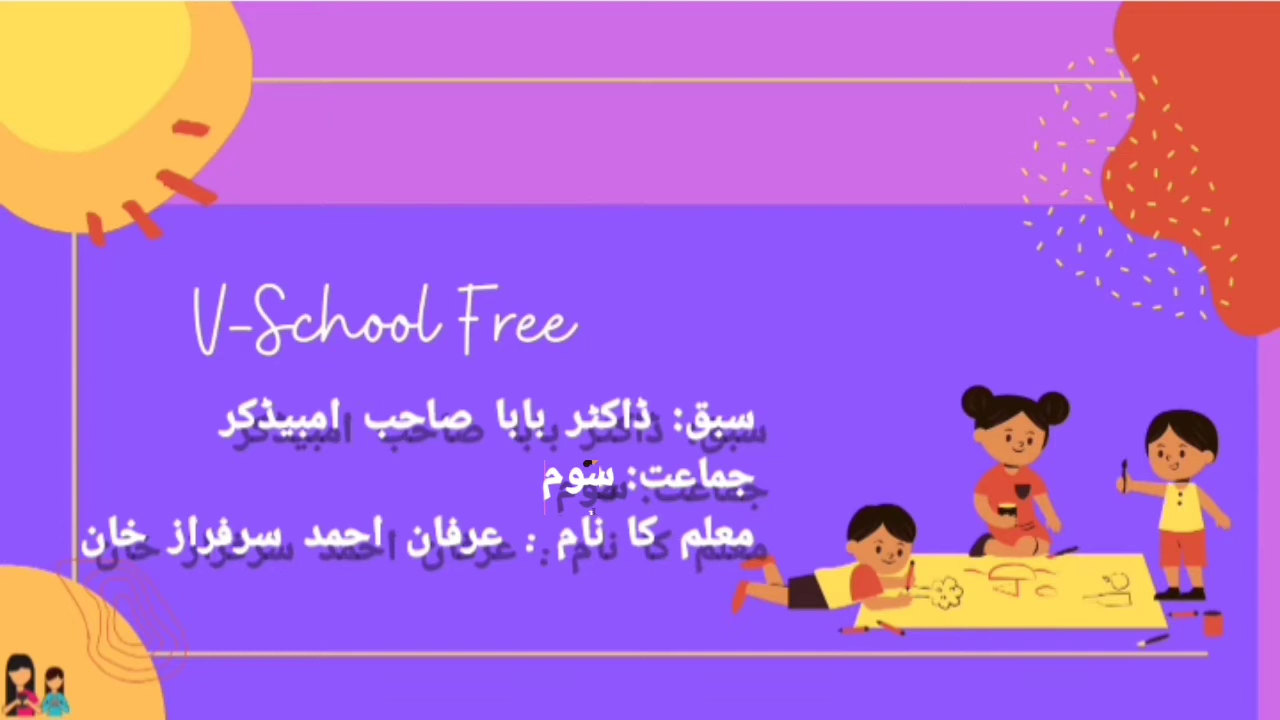 V-School Free
سبق: ڈاکٹر بابا صاحب امبیڈکر
جماعت: سوم
معلم کا نام : عرفان احمد سرفراز خان